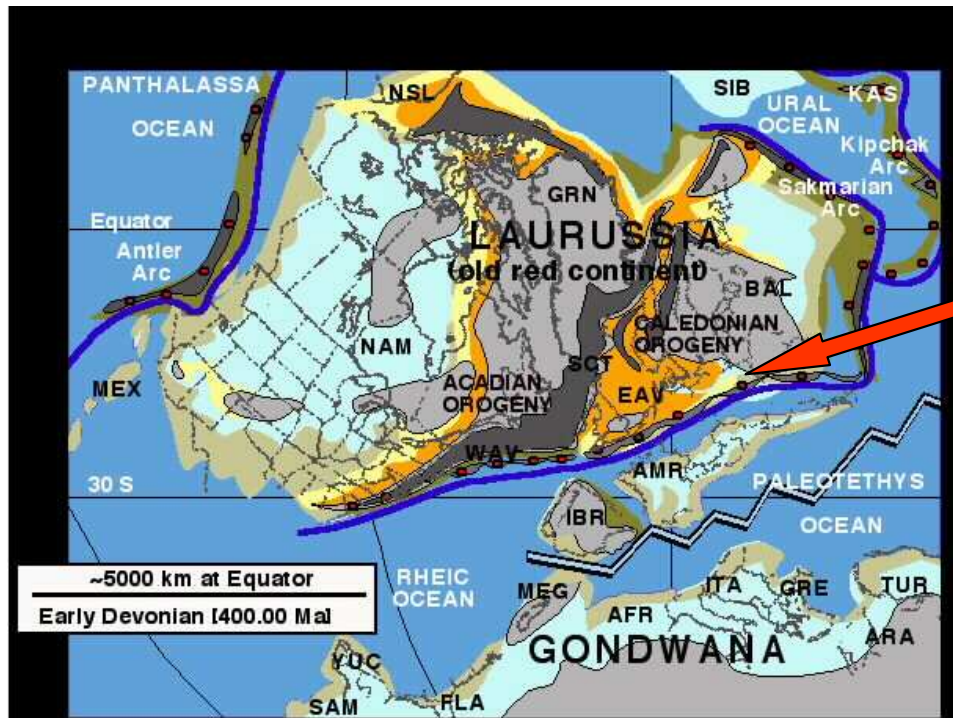 PANTHALASSA
OCEAN
NSL
SIB
KAS
URAL
OCEAN
Kipchak
Arc
Sakmarian
Arc
GRN
Equator
Antler
Arc
LAURUSSIA
(old red continent)
BAL
NAM
CALEDONIAN
OROGENY
SCT
MEX
ACADIAN
OROGENY
EAV
WAV
AMR
30 S
PALEOTETHYS
OCEAN
IBR
~5000 km at Equator
Early Devonian [400.00 Ma]
RHEIC
OCEAN
MEG
AFR
ITA
GRE
TUR
ARA
GONDWANA
YUC
SAM
FLA